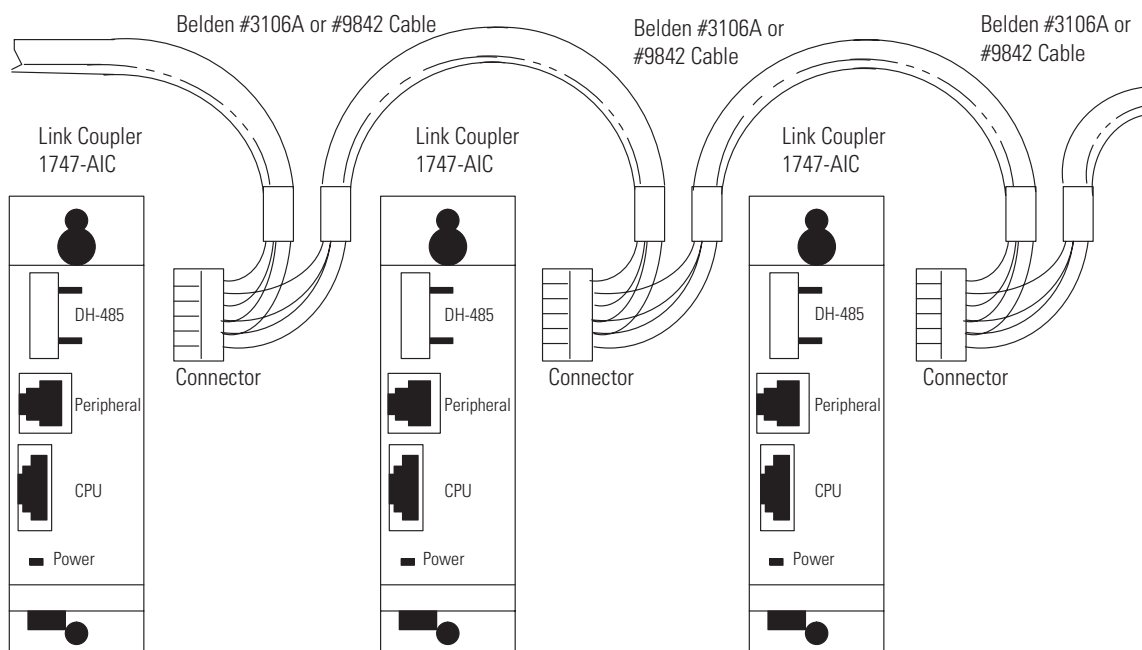 Belden #3106A or #9842 Cable
Belden #3106A or
#9842 Cable
Belden #3106A or
#9842 Cable
Link Coupler
1747-AIC
Link Coupler
1747-AIC
Link Coupler
1747-AIC
DH-485
DH-485
DH-485
Connector
Connector
Connector
Peripheral
Peripheral
Peripheral
CPU
CPU
CPU
Power
Power
Power